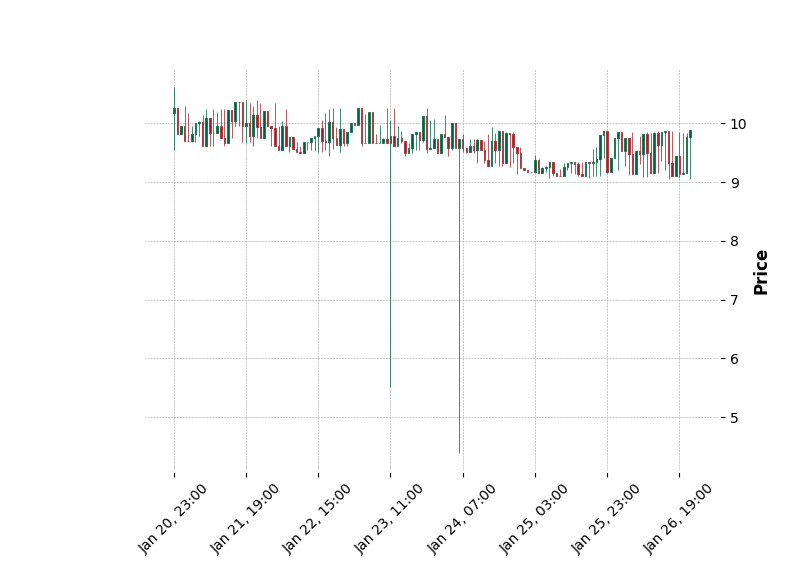 10
9
8
7
6
5
Price
Jan 20, 23:00
Jan 21, 19:00
Jan 22, 15:00
Jan 23, 11:00
Jan 24, 07:00
Jan 25, 03:00
Jan 25, 23:00
Jan 26, 19:00